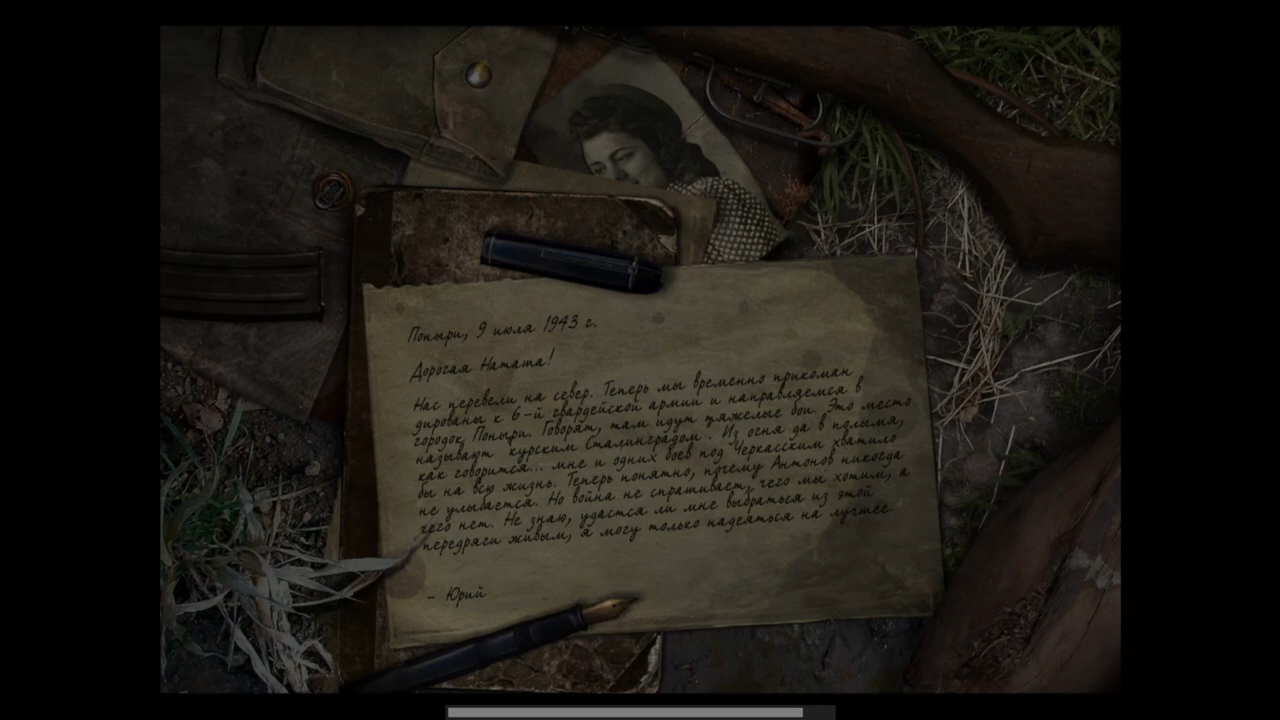 Поныри, 9 июля 1943 г.
Дорогая Наташа!
Нас перевели на север. Теперь мы временно прикоман
дированы к 6-й гвардейской армии и направляемся в
городок Поныри. Говорят, там идут тяжелые бои. Это место
называют курским Сталинградом. Из огня да в полымя,
как говорится... мне и одних боев под Черкасским хватило
бы на всю жизнь. Теперь понятно, почему Антонов никогда
не улыбается. Но война не спрашивает, чего мы хотим, а
чего нет. Не знаю, удастся ли мне выбраться из этой
передряги живым, я могу только надеяться на лучшее.
- Юрий